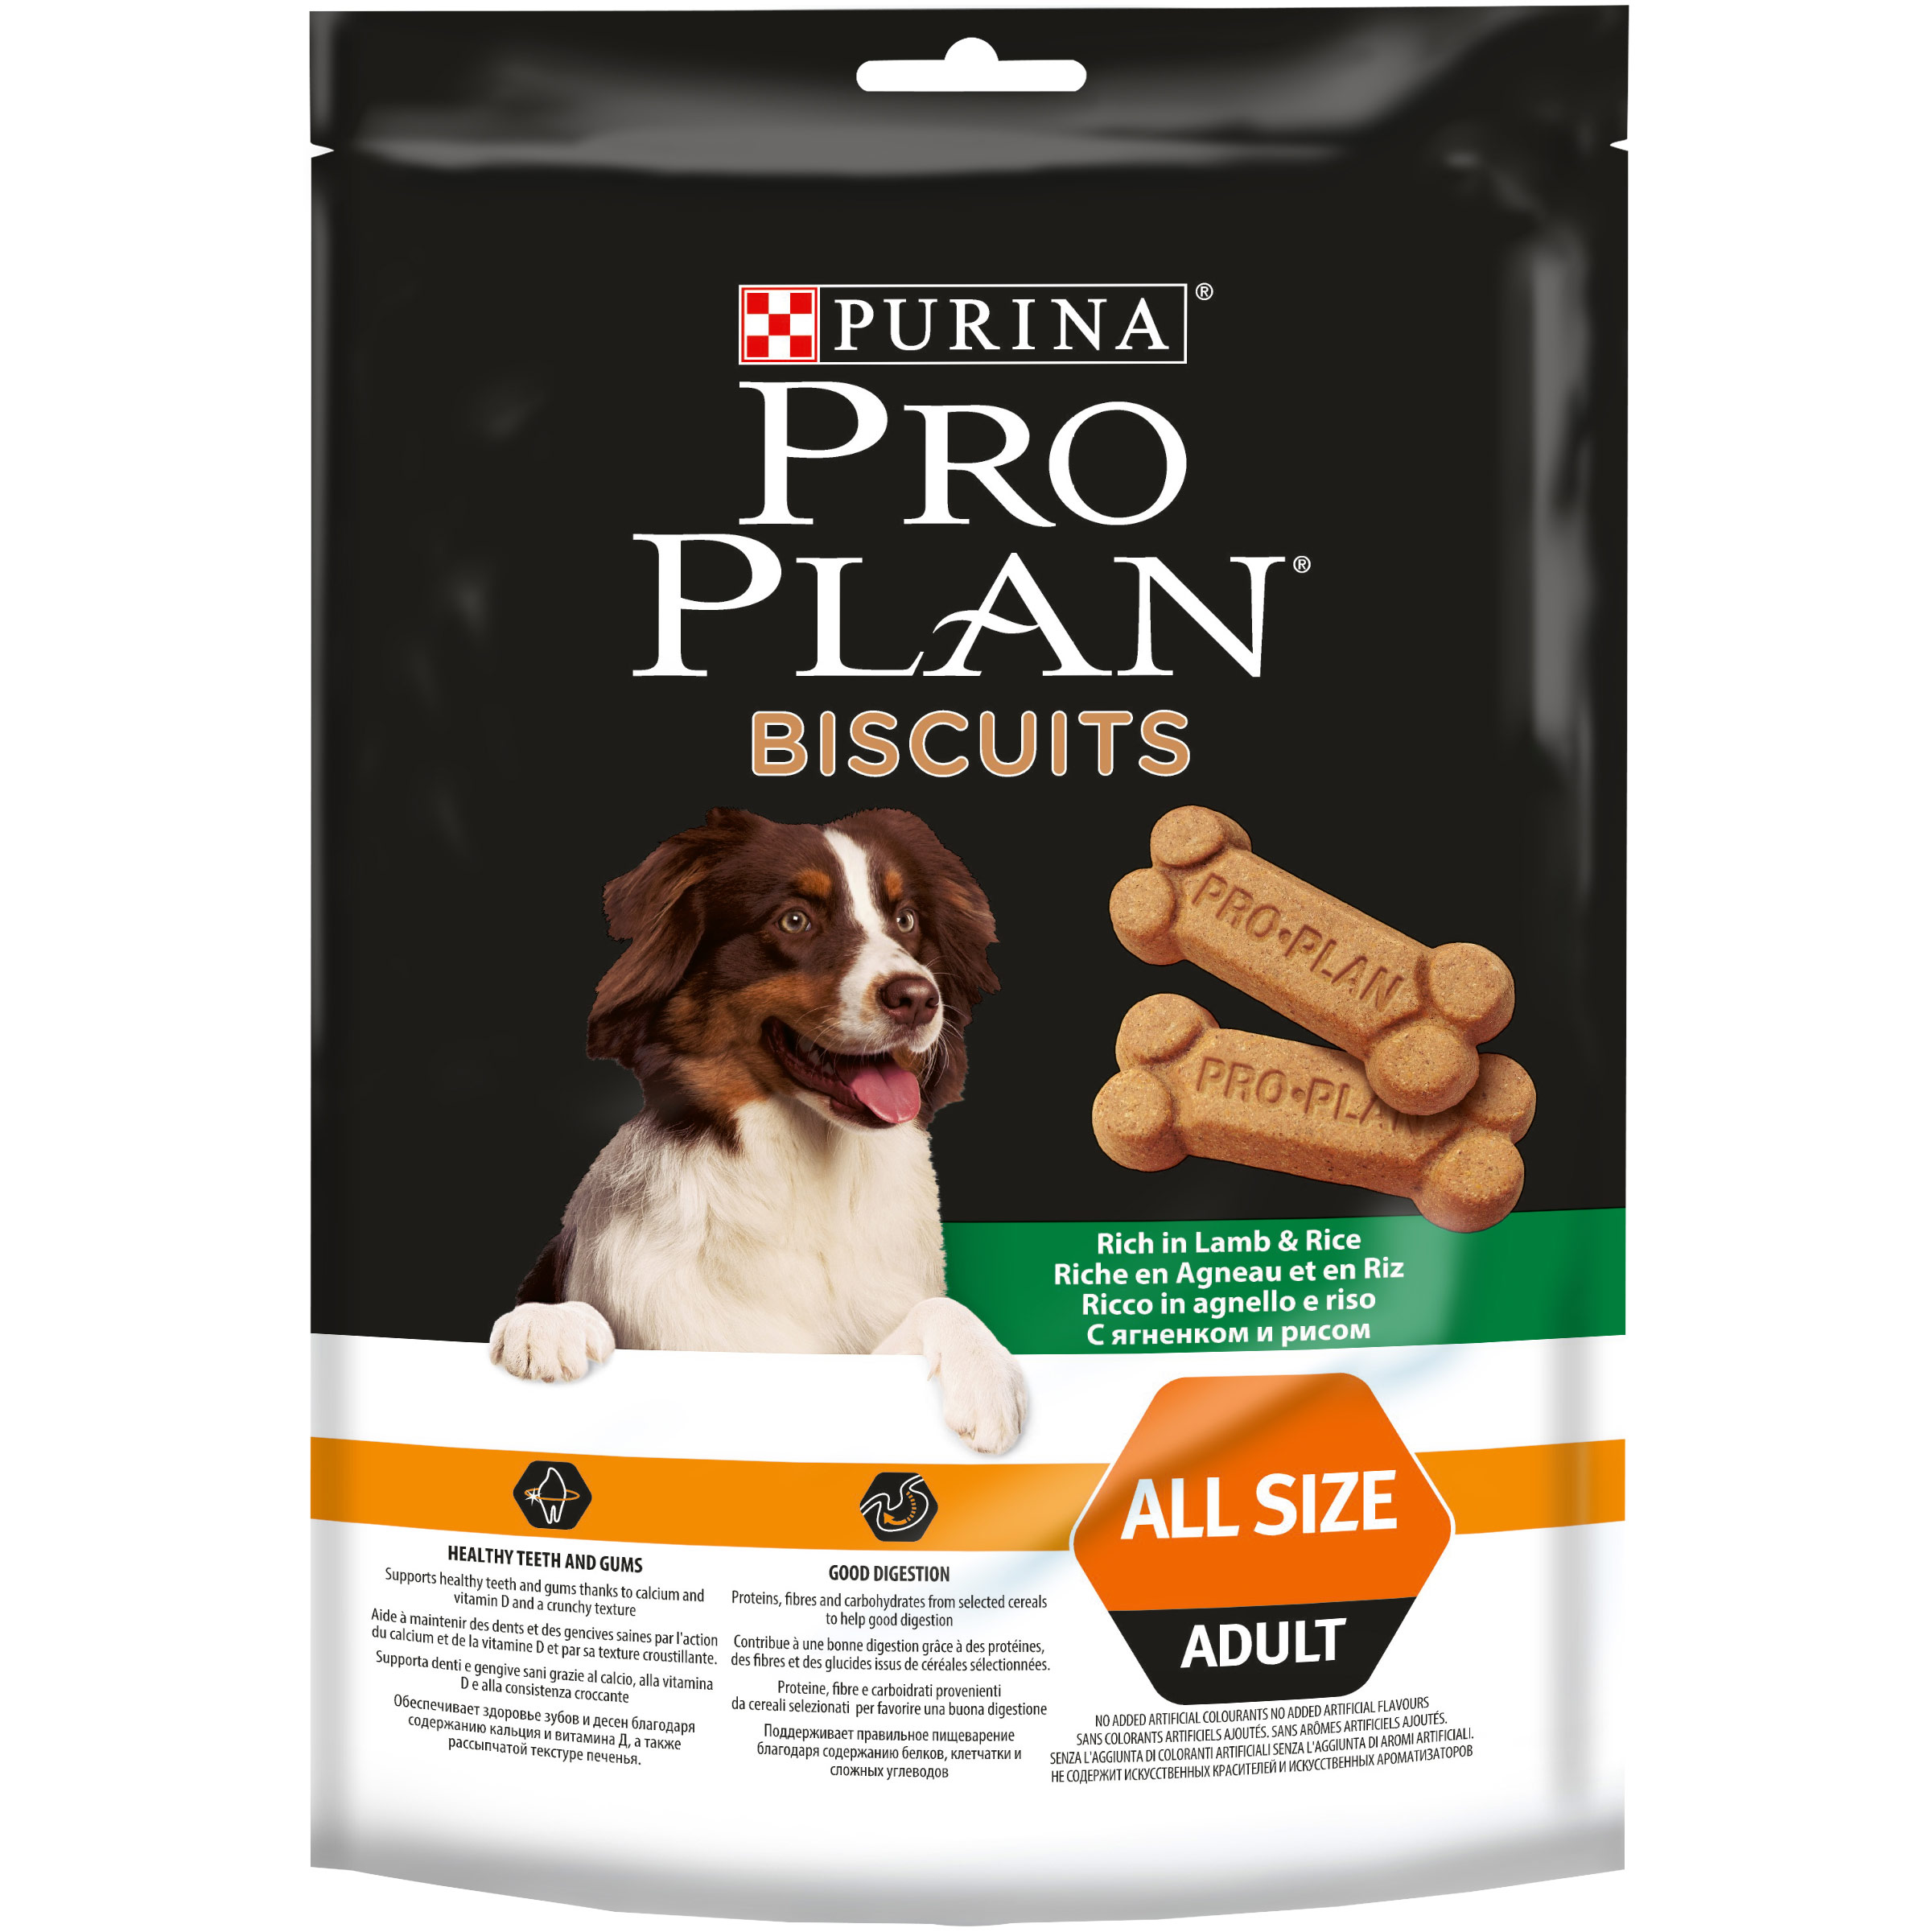 PURINA®
PRO
PLAN®
BISCUITS
PRO•PLAN
PRO•PLAN
Rich in Lamb & Rice
Riche en Agneau et en Riz
Ricco in agnello e riso
С ягненком и рисом
ALL SIZE
ADULT
HEALTHY TEETH AND GUMS
Supports healthy teeth and gums thanks to calcium and
vitamin D and a crunchy texture
Aide à maintenir des dents et des gencives saines par l'action
du calcium et de la vitamine D et par sa texture croustillante.
Supporta denti e gengive sani grazie al calcio, alla vitamina
D e alla consistenza croccante
Обеспечивает здоровье зубов и десен благодаря
содержанию кальция и витамина Д, а также
рассыпчатой текстуре печенья.
GOOD DIGESTION
Proteins, fibres and carbohydrates from selected cereals
to help good digestion
Contribue à une bonne digestion grâce à des protéines,
des fibres et des glucides issus de céréales sélectionnées.
Proteine, fibre e carboidrati provenienti
da cereali selezionati per favorire una buona digestione
Поддерживает правильное пищеварение
благодаря содержанию белков, клетчатки и
сложных углеводов
NO ADDED ARTIFICIAL COLOURANTS NO ADDED ARTIFICIAL FLAVOURS
SANS COLORANTS ARTIFICIELS AJOUTÉS. SANS ARÔMES ARTIFICIELS AJOUTÉS.
SENZA L'AGGIUNTA DI COLORANTI ARTIFICIALI SENZA L'AGGIUNTA DI AROMI ARTIFICIALI.
НЕ СОДЕРЖИТ ИСКУССТВЕННЫХ КРАСИТЕЛЕЙ И ИСКУССТВЕННЫХ АРОМАТИЗАТОРОВ